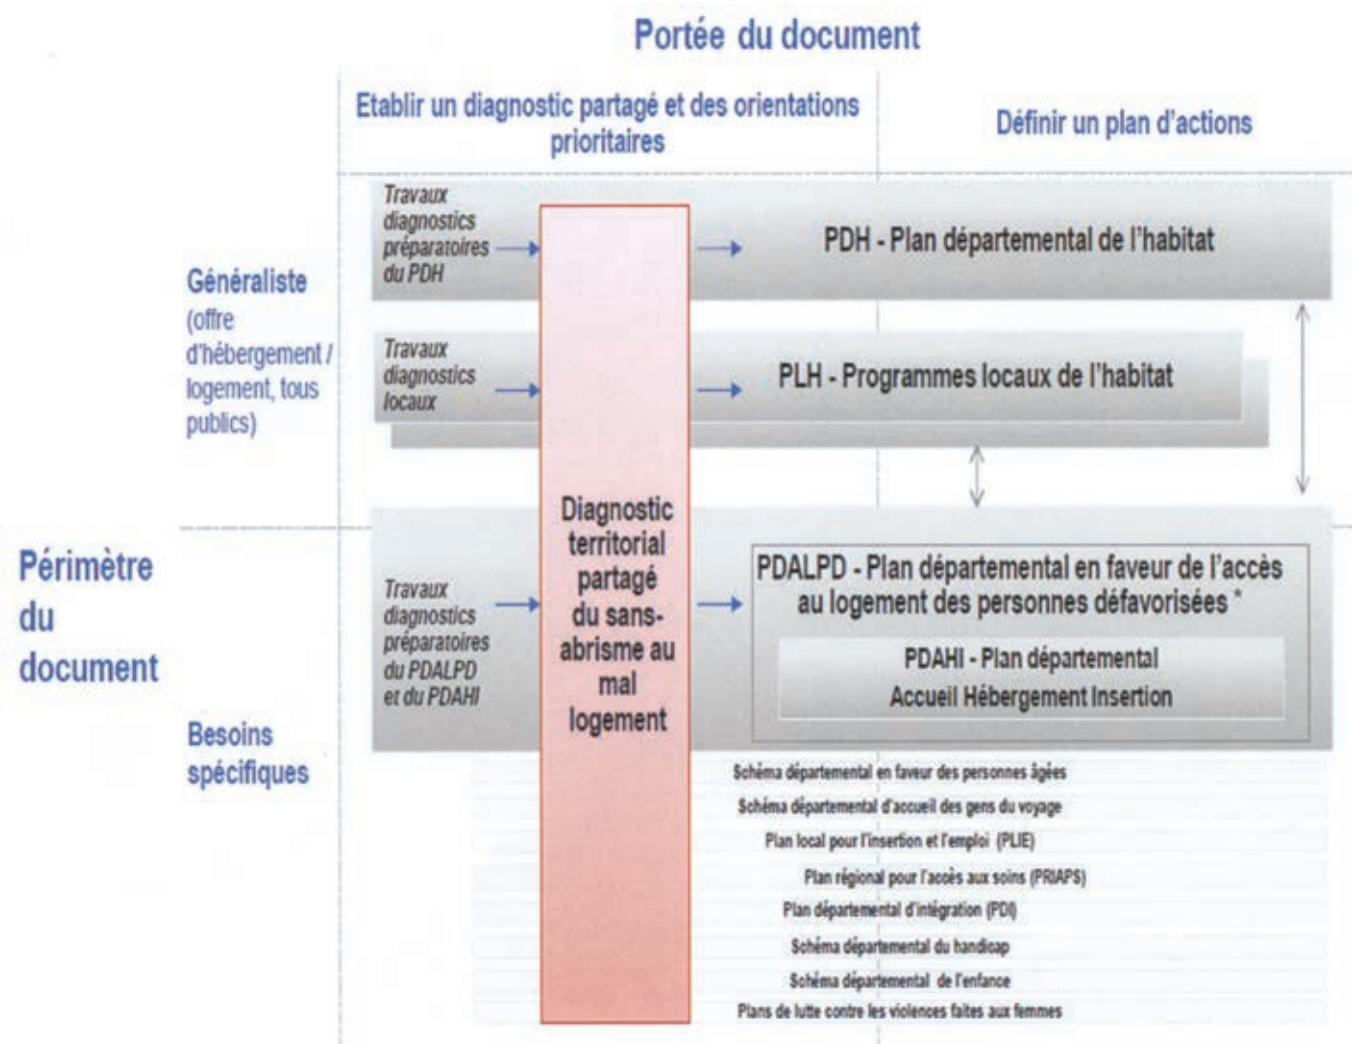 Portée du document
Etablir un diagnostic partagé et des orientations
prioritaires
Définir un plan d'actions
Généraliste
(offre
d'hébergement /
logement, tous
publics)
Travaux
diagnostics
préparatoires
du PDH
PDH - Plan départemental de l'habitat
Travaux
diagnostics
locaux
PLH - Programmes locaux de l'habitat
Périmètre
du
document
Besoins
spécifiques
Travaux
diagnostics
préparatoires
du PDALPD
et du PDAHI
Diagnostic
territorial
partagé
du sans-
abrisme au
mal
logement
PDALPD - Plan départemental en faveur de l'accès
au logement des personnes défavorisées *
PDAHI - Plan départemental
Accueil Hébergement Insertion
Schéma départemental en faveur des personnes âgées
Schéma départemental d'accueil des gens du voyage
Plan local pour l'insertion et l'emploi (PLIE)
Plan régional pour l'accès aux soins (PRIAPS)
Plan départemental d'intégration (PDI)
Schéma départemental du handicap
Schéma départemental de l'enfance
Plans de lutte contre les violences faites aux femmes